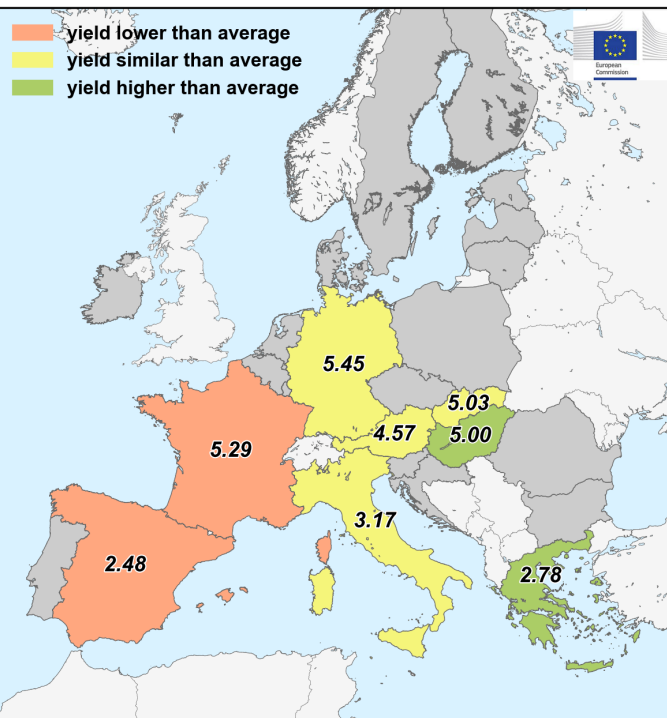 yield lower than average
yield similar than average
yield higher than average
European
Commission
5.45
5.03
4.57
5.00
5.29
3.17
2.48
2.78